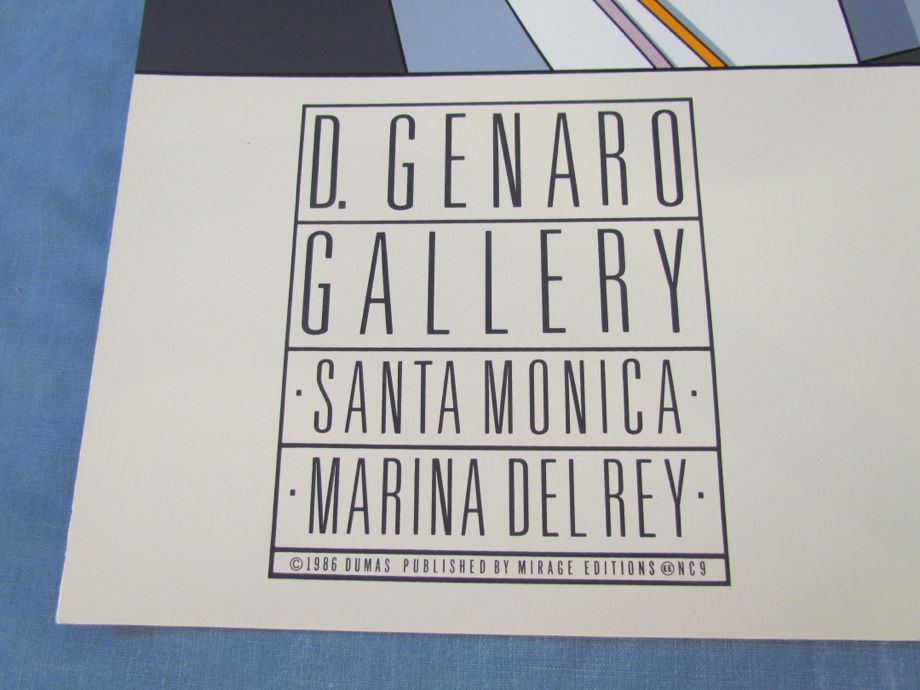 D. GENARO
GALLERY
· SANTA MONICA ·
· MARINA DEL REY ·
©1986 DUMAS PUBLISHED BY MIRAGE EDITIONS NC9